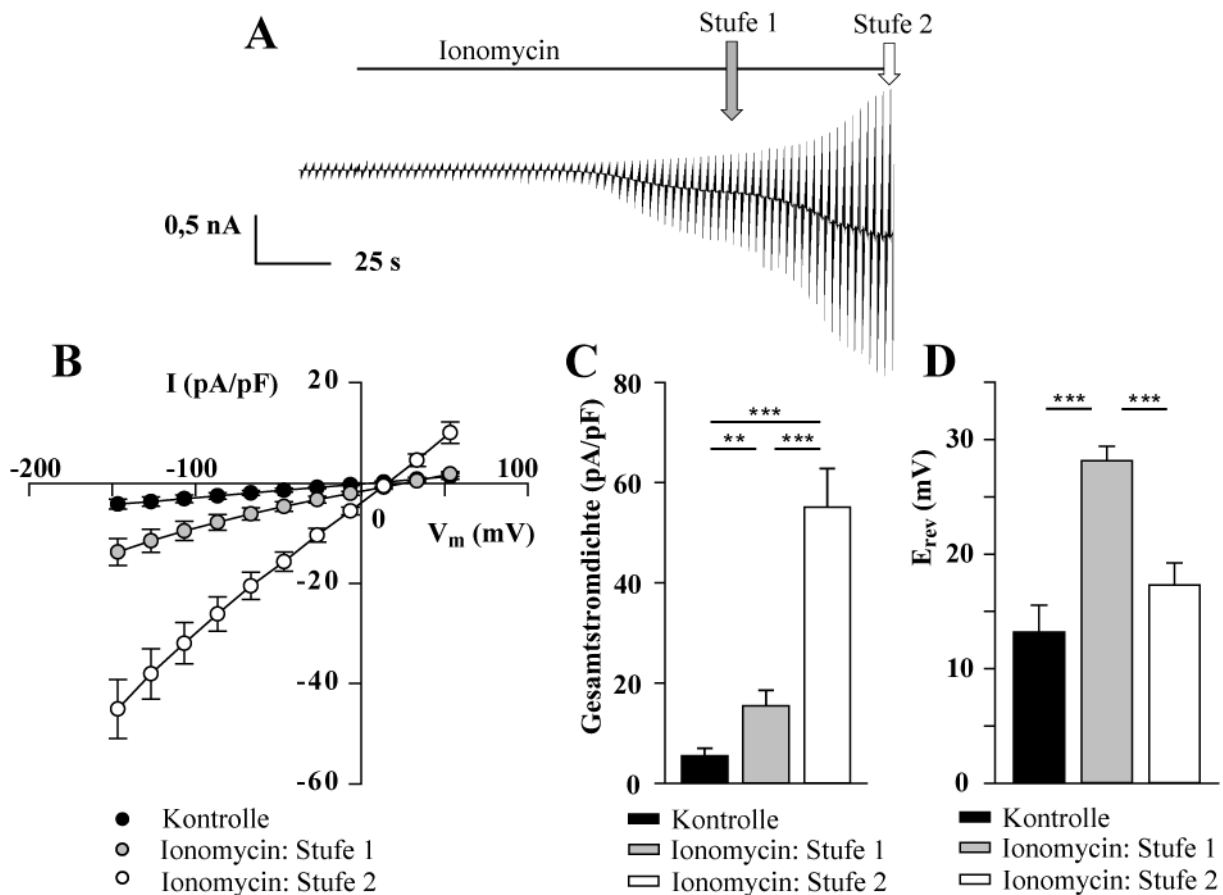 A
Ionomycin
Stufe 1
Stufe 2
0,5 nA
25 s
B
I (pA/pF)
20
-200
-100
0
100
Vm (mV)
-20
-40
-60
Kontrolle
Ionomycin: Stufe 1
Ionomycin: Stufe 2
C
Gesamtstromdichte (pA/pF)
80
60
40
20
0
***
**
***
Kontrolle
Ionomycin: Stufe 1
Ionomycin: Stufe 2
D
Erev (mV)
30
20
10
0
***
***
Kontrolle
Ionomycin: Stufe 1
Ionomycin: Stufe 2